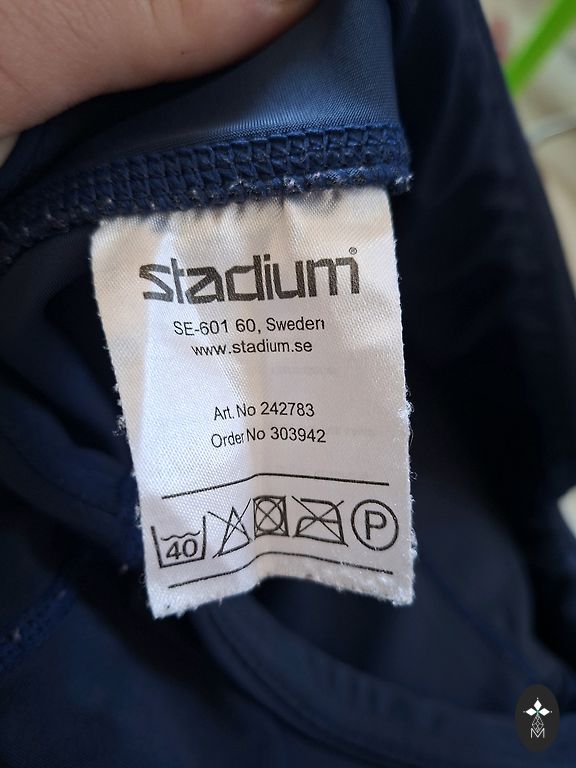 stadium®
SE-601 60, Sweden
www.stadium.se
Art. No 242783
Order No 303942
40 P
M